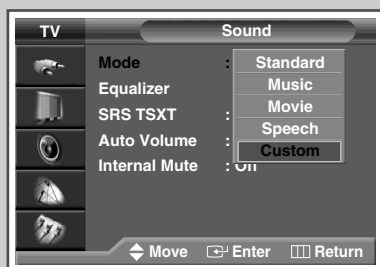 TV Sound
Mode : Standard
Equalizer Music
SRS TSXT : Movie
Auto Volume : Speech
Custom
Internal Mute : Off
Move Enter Return